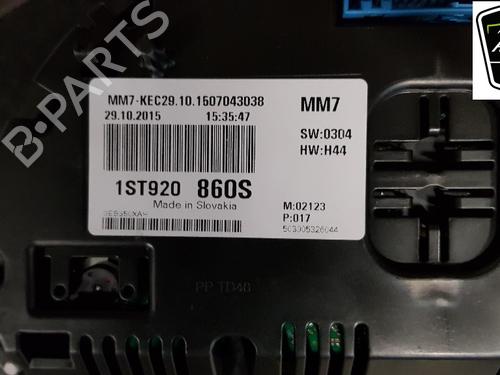 B-PARTS
MM7-KEC29.10.1507043038
29.10.2015 15:35:47
MM7
SW:0304
HW:H44
1ST920 860S
Made in Slovakia
M:02123
P:017
503005326044
PP TD40